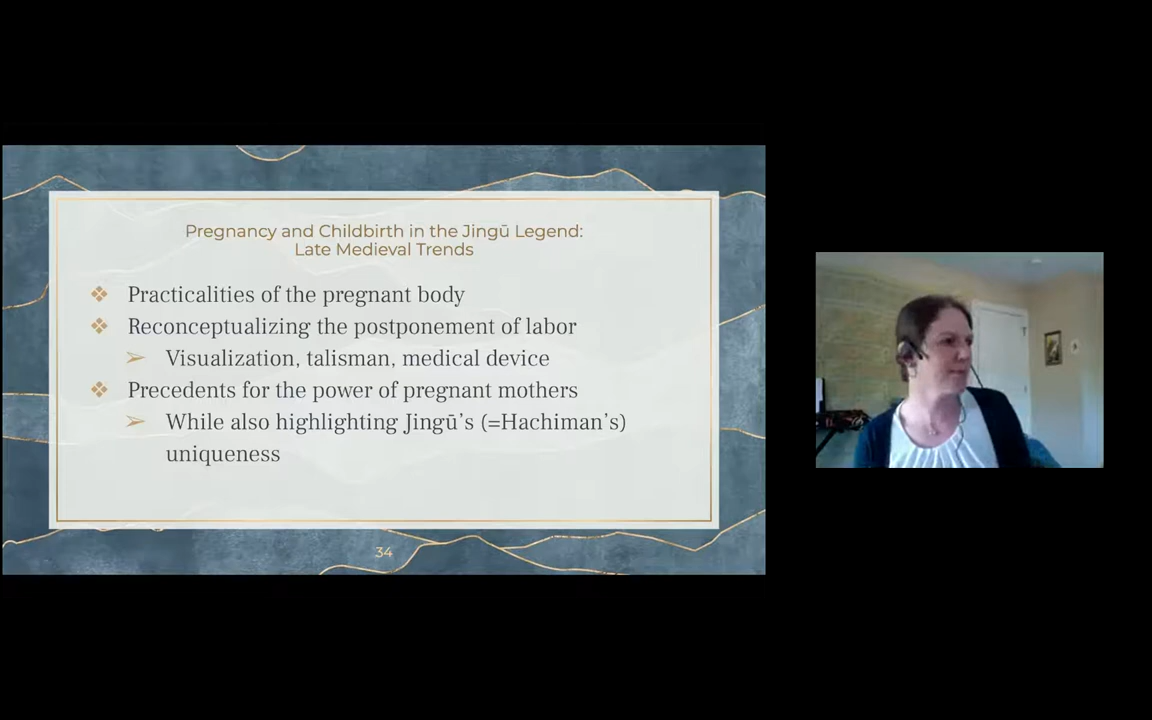 Pregnancy and Childbirth in the Jingū Legend:
Late Medieval Trends
❖ Practicalities of the pregnant body
❖ Reconceptualizing the postponement of labor
➢ Visualization, talisman, medical device
❖ Precedents for the power of pregnant mothers
➢ While also highlighting Jingū’s (=Hachiman’s)
uniqueness
34